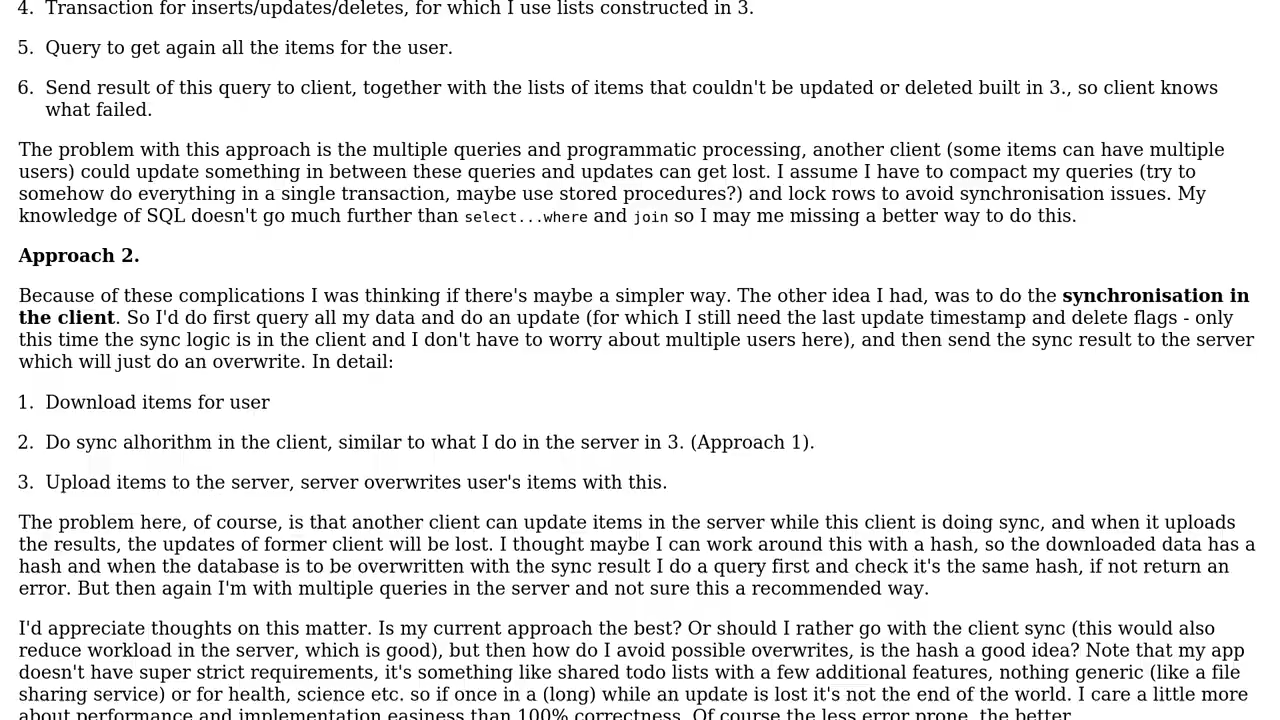 4. Transaction for inserts/updates/deletes, for which I use lists constructed in 3.
5. Query to get again all the items for the user.
6. Send result of this query to client, together with the lists of items that couldn't be updated or deleted built in 3., so client knows
what failed.
The problem with this approach is the multiple queries and programmatic processing, another client (some items can have multiple
users) could update something in between these queries and updates can get lost. I assume I have to compact my queries (try to
somehow do everything in a single transaction, maybe use stored procedures?) and lock rows to avoid synchronisation issues. My
knowledge of SQL doesn't go much further than select...where and join so I may me missing a better way to do this.
Approach 2.
Because of these complications I was thinking if there's maybe a simpler way. The other idea I had, was to do the synchronisation in
the client. So I'd do first query all my data and do an update (for which I still need the last update timestamp and delete flags - only
this time the sync logic is in the client and I don't have to worry about multiple users here), and then send the sync result to the server
which will just do an overwrite. In detail:
1. Download items for user
2. Do sync alhorithm in the client, similar to what I do in the server in 3. (Approach 1).
3. Upload items to the server, server overwrites user's items with this.
The problem here, of course, is that another client can update items in the server while this client is doing sync, and when it uploads
the results, the updates of former client will be lost. I thought maybe I can work around this with a hash, so the downloaded data has a
hash and when the database is to be overwritten with the sync result I do a query first and check it's the same hash, if not return an
error. But then again I'm with multiple queries in the server and not sure this a recommended way.
I'd appreciate thoughts on this matter. Is my current approach the best? Or should I rather go with the client sync (this would also
reduce workload in the server, which is good), but then how do I avoid possible overwrites, is the hash a good idea? Note that my app
doesn't have super strict requirements, it's something like shared todo lists with a few additional features, nothing generic (like a file
sharing service) or for health, science etc. so if once in a (long) while an update is lost it's not the end of the world. I care a little more
about performance and implementation easiness than 100% correctness. Of course the less error prone, the better.